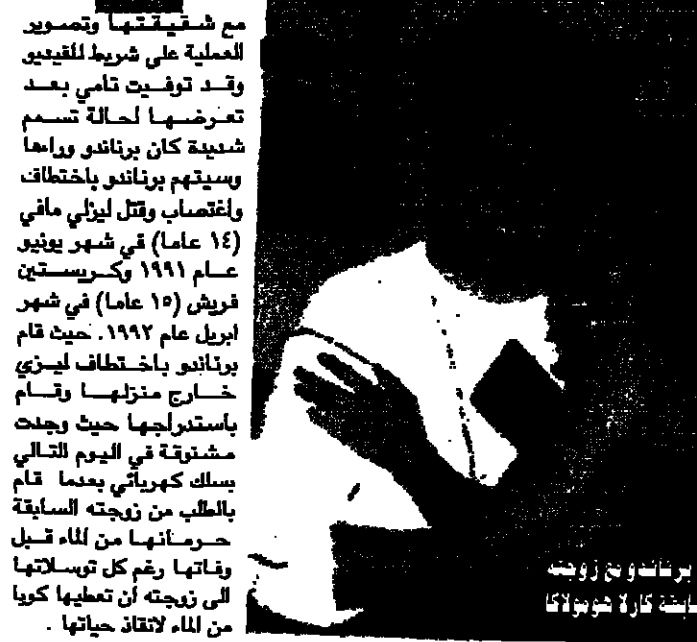 مع شقيقتها وتصوير
العملية على شريط للفيديو
وقد توفيت تامي بعد
تعرضها لحالة تسمم
شديدة كان برناندو وراءها
وسيتهم برناندو باختطاف
واغتصاب وقتل ليزلي مافي
(١٤ عاما) في شهر يونيو
عام ١٩٩١ وكريستين
فريش (١٥ عاما) في شهر
ابريل عام ١٩٩٢. حيث قام
برناندو باختطاف ليزي
خارج منزلها وقام
باستدراجها حيث وجدت
مشنوقة في اليوم التالي
بسلك كهربائي بعدما قام
بالطلب من زوجته السابقة
حرمانها من الماء قبل
وفاتها رغم كل توسلاتها
الى زوجته أن تعطيها كوبا
من الماء لانقاذ حياتها .
برناندو مع زوجته
سابقة كارلا هومولاكا